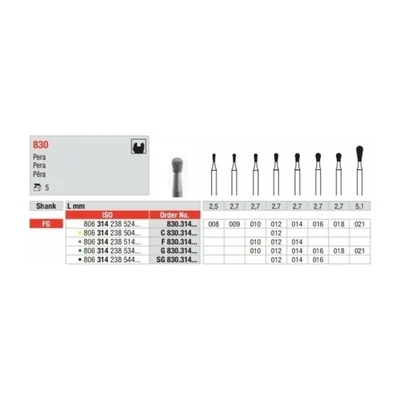 830
Pera
Pera
Pêra
5
Shank L mm 2,5 2,7 2,7 2,7 2,7 2,7 2,7 5,1
ISO Order No.
FG 806 314 238 524... 830.314... 008 009 010 012 014 016 018 021
806 314 238 504... C 830.314... 012
806 314 238 514... F 830.314... 010 012 014
806 314 238 534... G 830.314... 010 012 014 016 018 021
806 314 238 544... SG 830.314... 012 014 016